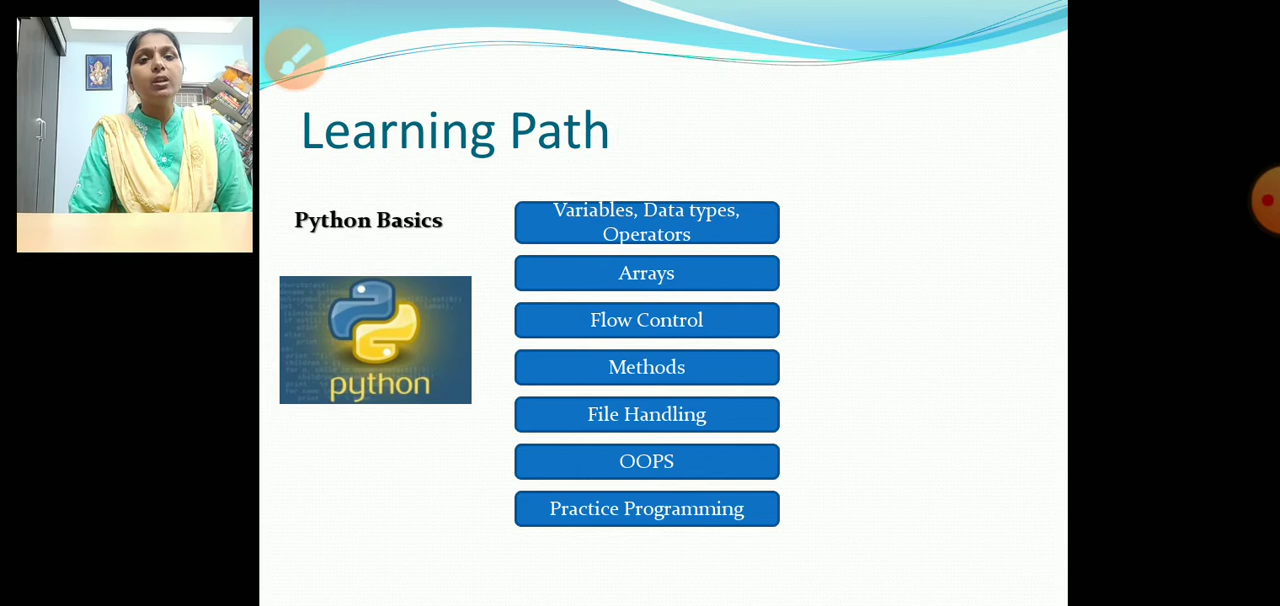 Learning Path
Python Basics
python
Variables, Data types,
Operators
Arrays
Flow Control
Methods
File Handling
OOPS
Practice Programming